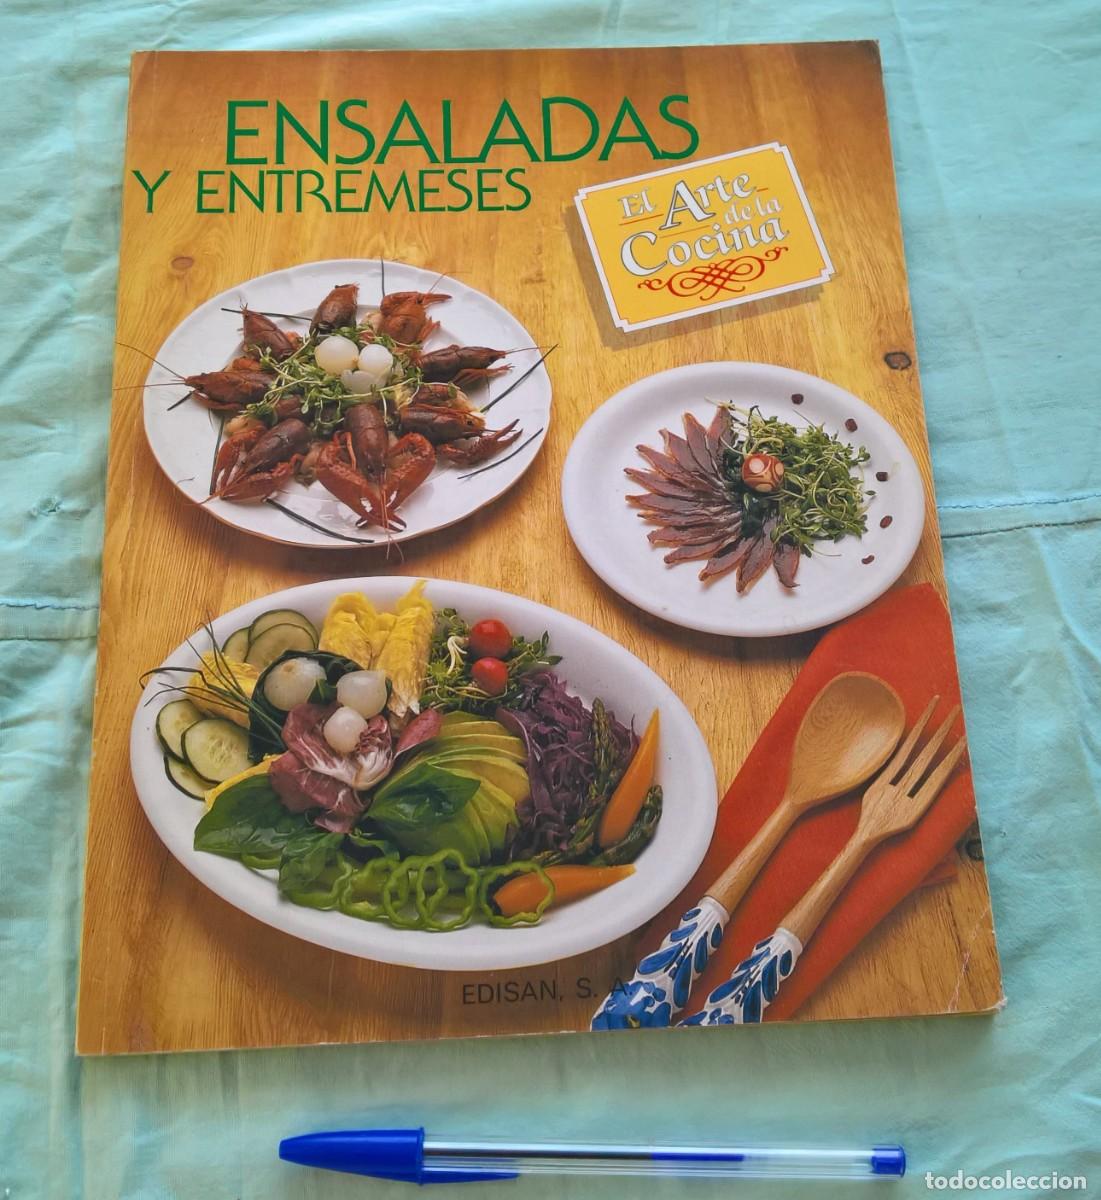 ENSALADAS
Y ENTREMESES
El Arte
de la
Cocina
EDISAN, S. A.
todocoleccion